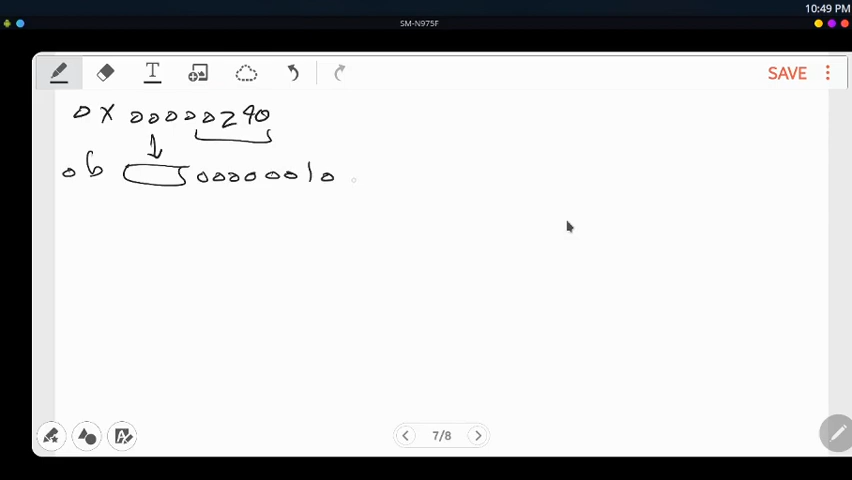 10:49 PM
SM-N975F
T SAVE
0x 00000240
0b 00000010
7/8